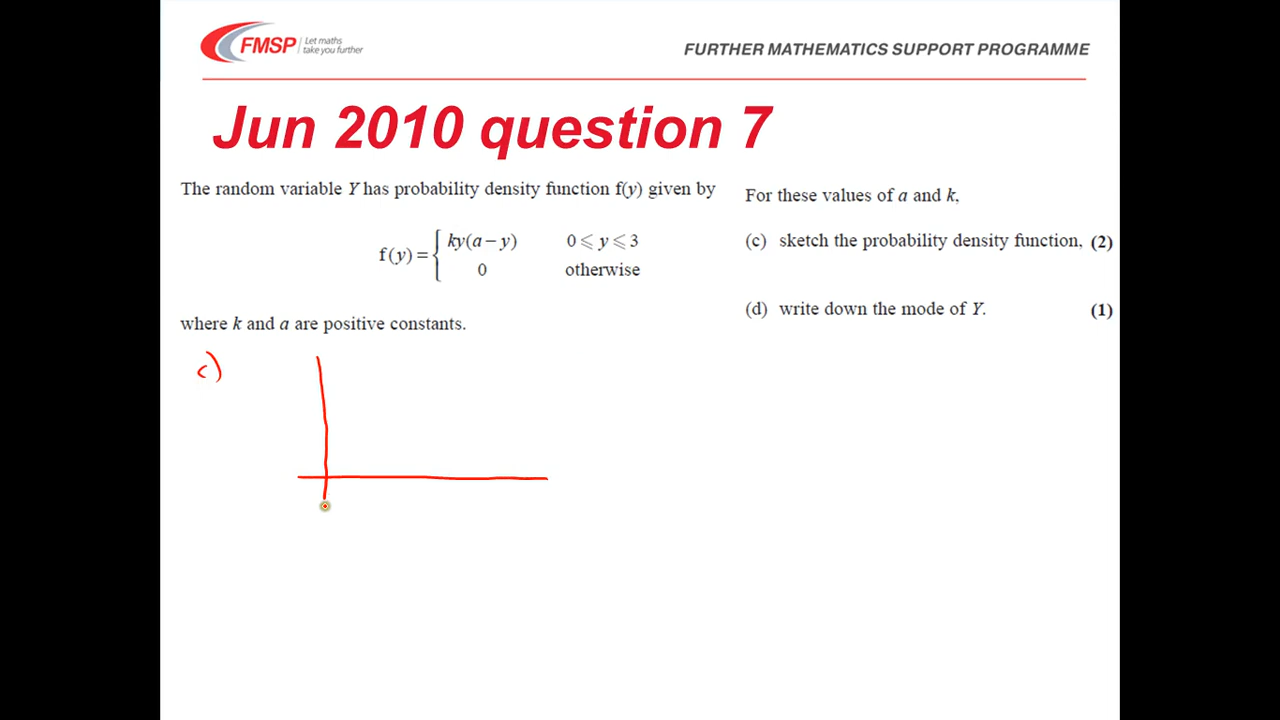 FMSP
Let maths
take you further
FURTHER MATHEMATICS SUPPORT PROGRAMME
Jun 2010 question 7
The random variable Y has probability density function f(y) given by
f(y) = { ky(a − y) 0 ⩽ y ⩽ 3
0 otherwise
where k and a are positive constants.
For these values of a and k,
(c) sketch the probability density function, (2)
(d) write down the mode of Y. (1)
c)